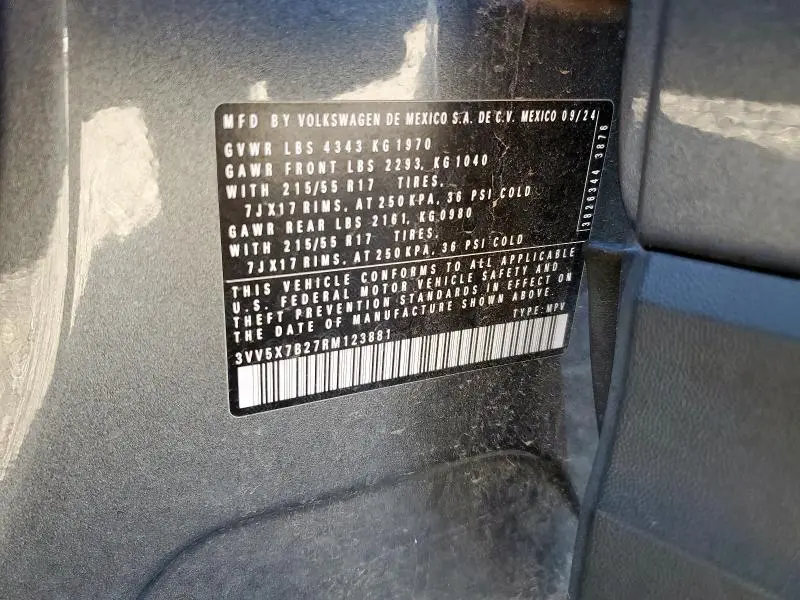 MFD BY VOLKSWAGEN DE MEXICO S.A. DE C.V. MEXICO 09/24
GVWR LBS 4343 KG 1970
GAWR FRONT LBS 2293, KG 1040
WITH 215/55 R17 TIRES,
7JX17 RIMS, AT 250 KPA, 36 PSI COLD
GAWR REAR LBS 2161, KG0980
WITH 215/55 R17 TIRES,
7JX17 RIMS, AT 250 KPA, 36 PSI COLD
3826344 3878
THIS VEHICLE CONFORMS TO ALL APPLICABLE
U.S. FEDERAL MOTOR VEHICLE SAFETY AND
THEFT PREVENTION STANDARDS IN EFFECT ON
THE DATE OF MANUFACTURE SHOWN ABOVE.
3VV5X7B27RM123881
TYPE: MPV